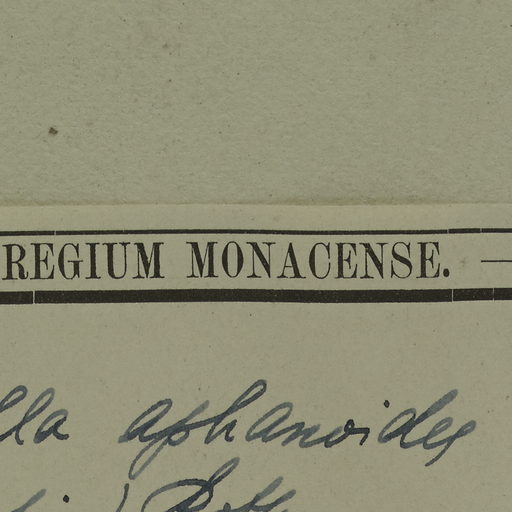 REGIUM MONACENSE. —
lla aphanoides